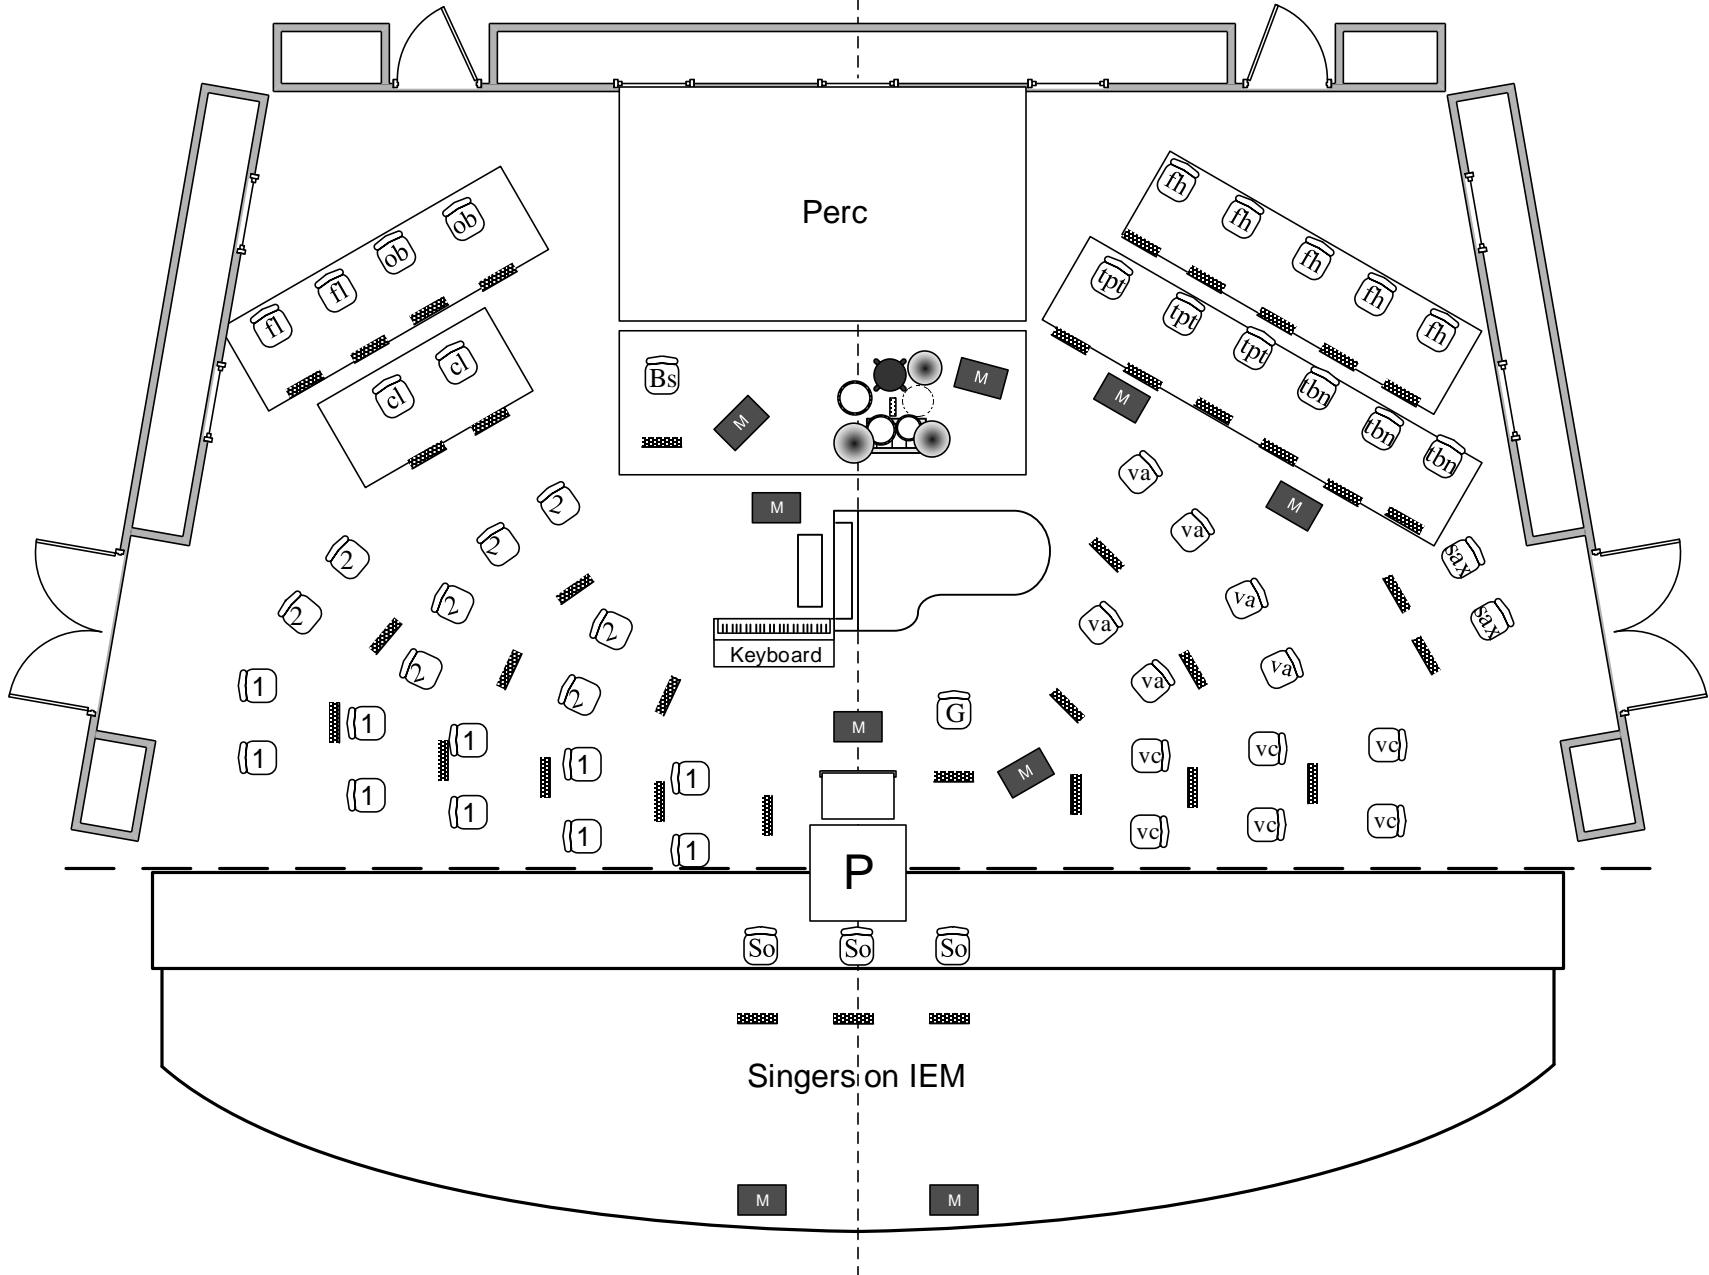 Perc
fh
fh
fh
fh
fh
ob
ob
fl
fl
cl
cl
tpt
tpt
tpt
tbn
tbn
tbn
Bs
M
M
M
M
M
2
2
2
2
2
2
2
2
va
va
va
va
va
va
sax
sax
Keyboard
M
G
M
1
1
1
1
1
1
1
1
1
1
vc
vc
vc
vc
vc
vc
P
So
So
So
Singers on IEM
M
M